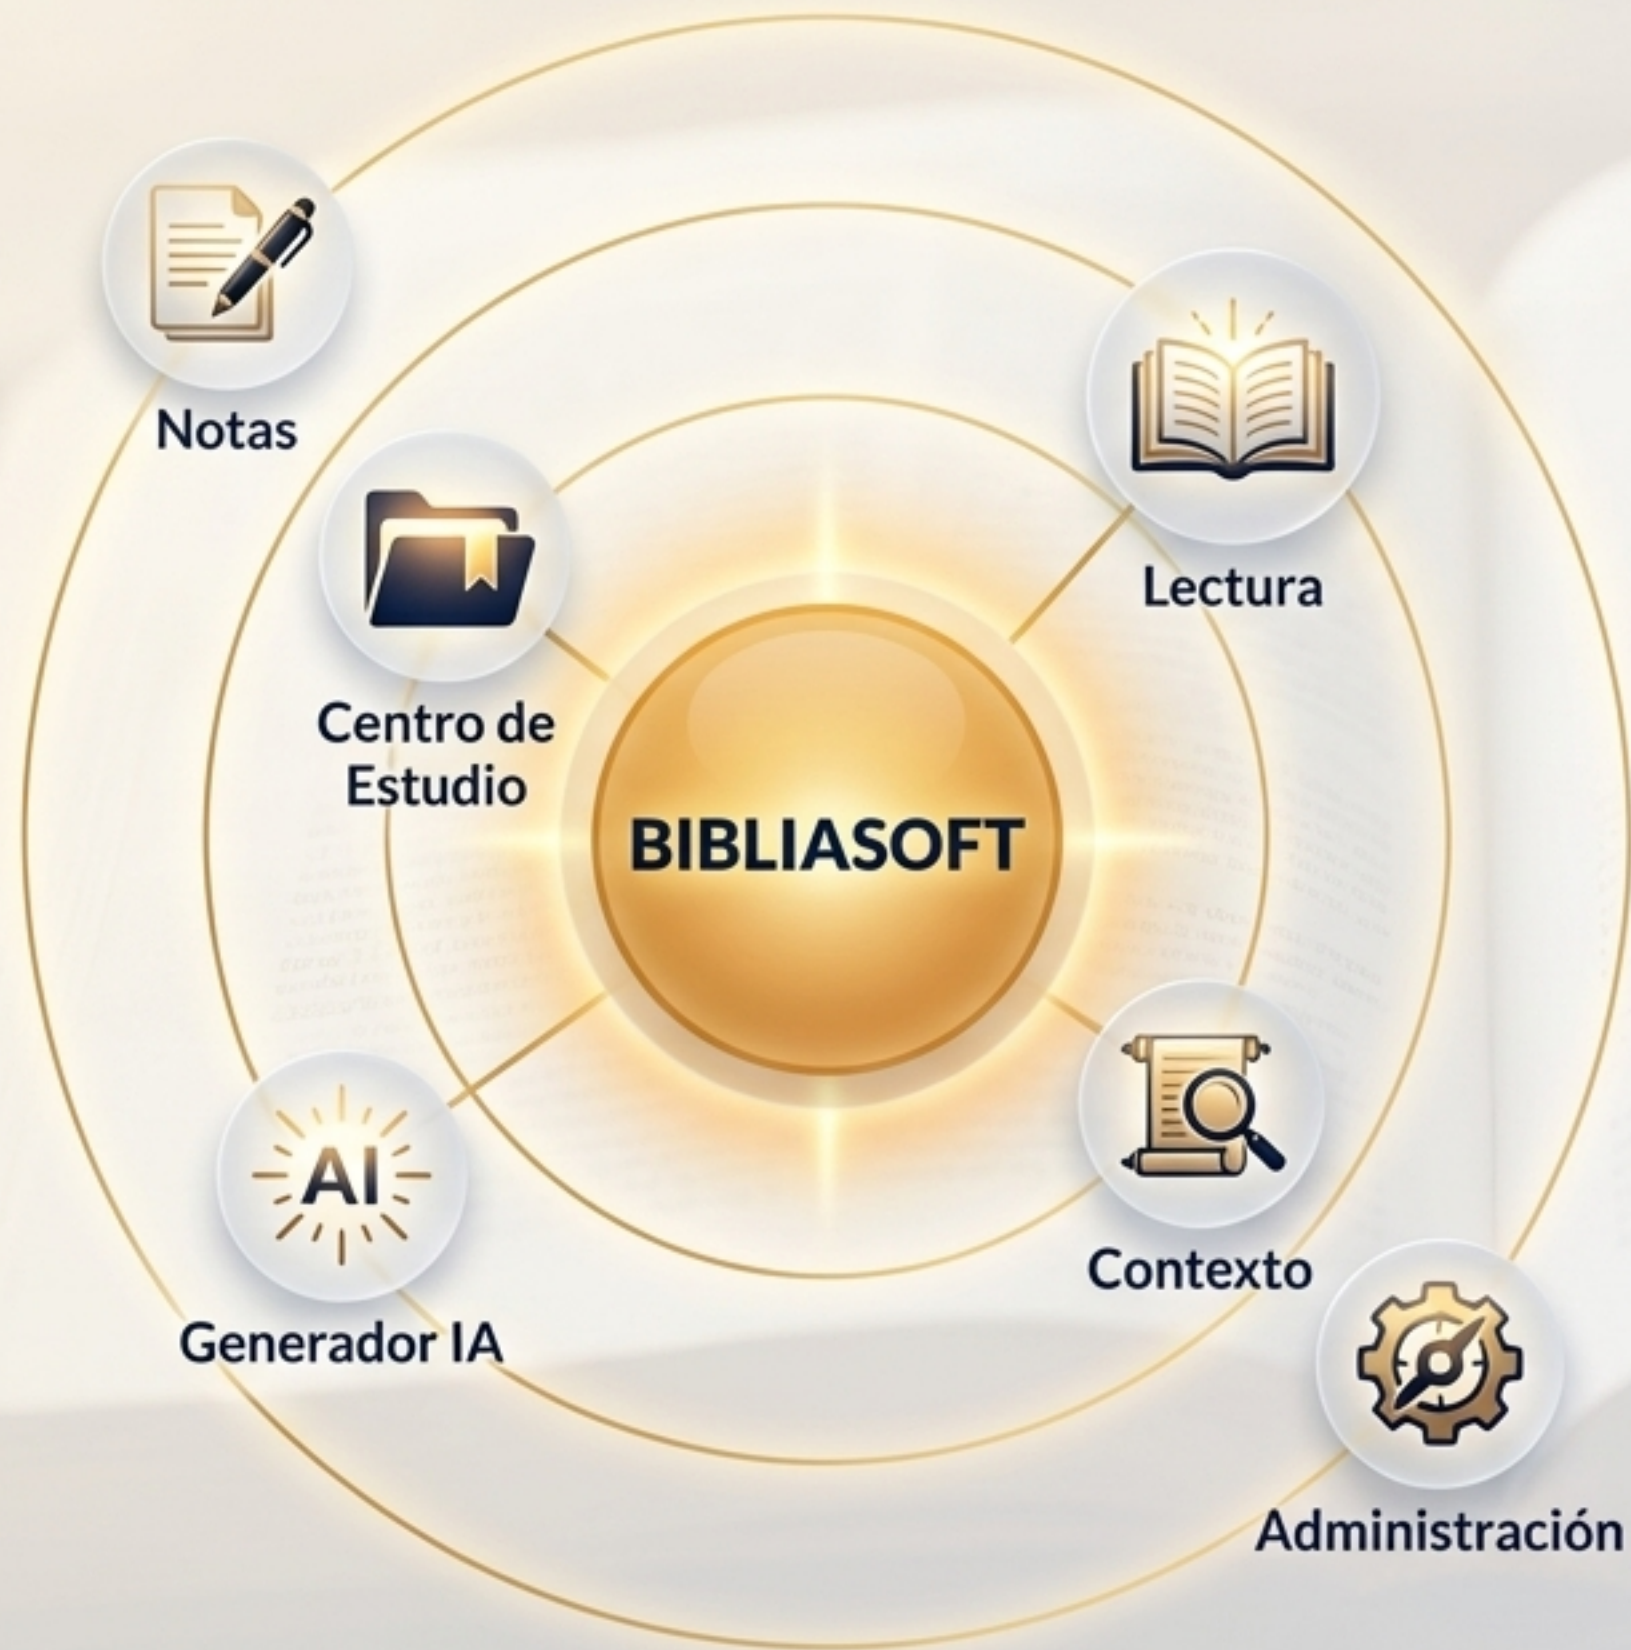 Notas
Lectura
Centro de
Estudio
BIBLIASOFT
AI
Generador IA
Contexto
Administración